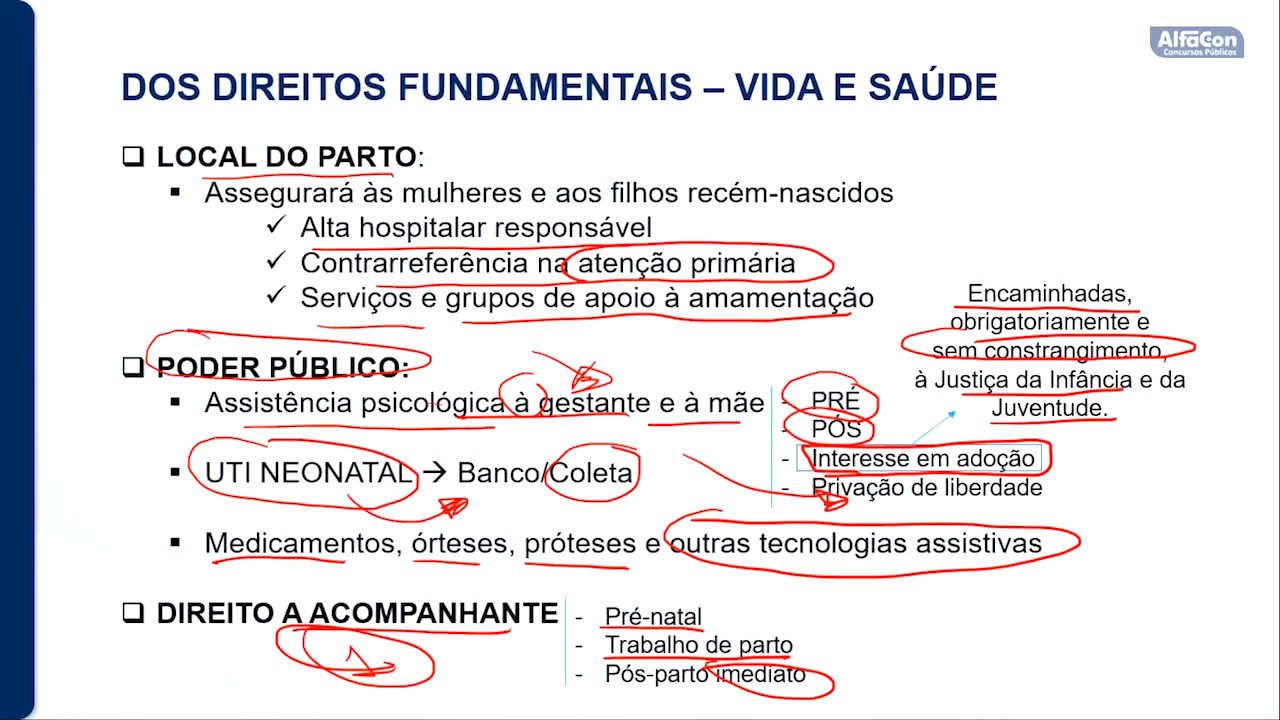 AlfaCon
Concursos Públicos
DOS DIREITOS FUNDAMENTAIS – VIDA E SAÚDE
❑ LOCAL DO PARTO:
▪ Assegurará às mulheres e aos filhos recém-nascidos
✓ Alta hospitalar responsável
✓ Contrarreferência na atenção primária
✓ Serviços e grupos de apoio à amamentação
Encaminhadas,
obrigatoriamente e
sem constrangimento,
à Justiça da Infância e da
Juventude.
❑ PODER PÚBLICO:
▪ Assistência psicológica à gestante e à mãe
- PRÉ
- PÓS
- Interesse em adoção
- Privação de liberdade
▪ UTI NEONATAL → Banco/Coleta
▪ Medicamentos, órteses, próteses e outras tecnologias assistivas
❑ DIREITO A ACOMPANHANTE
- Pré-natal
- Trabalho de parto
- Pós-parto imediato
1